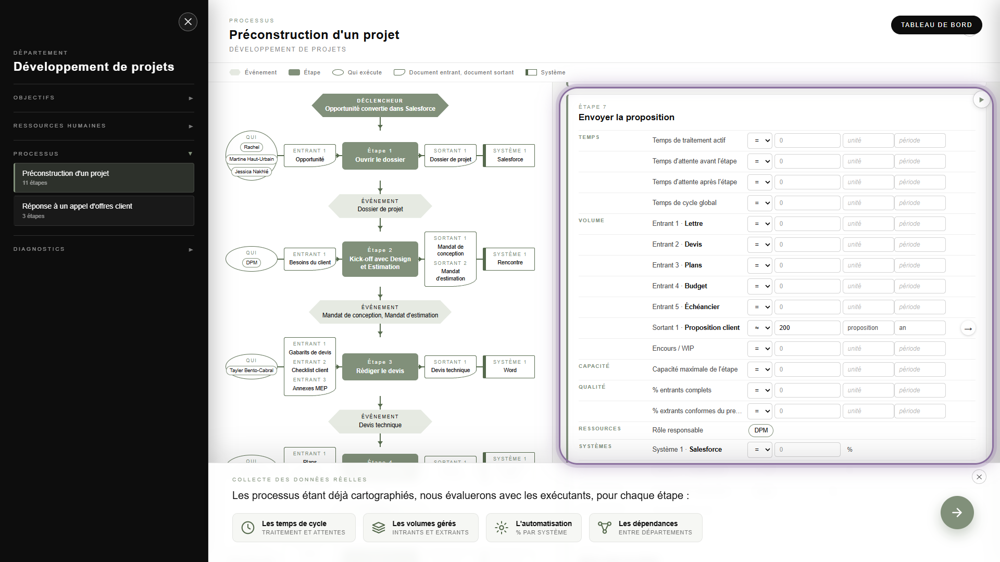 DÉPARTEMENT
Développement de projets
OBJECTIFS
RESSOURCES HUMAINES
PROCESSUS
Préconstruction d'un projet
11 étapes
Réponse à un appel d'offres client
3 étapes
DIAGNOSTICS
PROCESSUS
Préconstruction d'un projet
DÉVELOPPEMENT DE PROJETS
TABLEAU DE BORD
Événement
Étape
Qui exécute
Document entrant, document sortant
Système
DÉCLENCHEUR
Opportunité convertie dans Salesforce
QUI
Rachel
Martine Haut-Urbain
Jessica Nakhlé
ENTRANT 1
Opportunité
Étape 1
Ouvrir le dossier
SORTANT 1
Dossier de projet
SYSTÈME 1
Salesforce
ÉVÉNEMENT
Dossier de projet
QUI
DPM
ENTRANT 1
Besoins du client
Étape 2
Kick-off avec Design
et Estimation
SORTANT 1
Mandat de
conception
SORTANT 2
Mandat
d'estimation
SYSTÈME 1
Rencontre
ÉVÉNEMENT
Mandat de conception, Mandat d'estimation
QUI
Tayler Bento-Cabral
ENTRANT 1
Gabarits de devis
ENTRANT 2
Checklist client
ENTRANT 3
Annexes MEP
Étape 3
Rédiger le devis
SORTANT 1
Devis technique
SYSTÈME 1
Word
ÉVÉNEMENT
Devis technique
QUI
ENTRANT 1
Plans
Étape 4
SORTANT 1
SYSTÈME 1
ÉTAPE 7
Envoyer la proposition
TEMPS
Temps de traitement actif = 0 unité période
Temps d'attente avant l'étape = 0 unité période
Temps d'attente après l'étape = 0 unité période
Temps de cycle global = 0 unité période
VOLUME
Entrant 1 · Lettre = 0 unité période
Entrant 2 · Devis = 0 unité période
Entrant 3 · Plans = 0 unité période
Entrant 4 · Budget = 0 unité période
Entrant 5 · Échéancier = 0 unité période
Sortant 1 · Proposition client ≈ 200 proposition an →
Encours / WIP = 0 unité période
CAPACITÉ
Capacité maximale de l'étape = 0 unité période
QUALITÉ
% entrants complets = 0 unité période
% extrants conformes du pre… = 0 unité période
RESSOURCES
Rôle responsable DPM
SYSTÈMES
Système 1 · Salesforce = 0 %
COLLECTE DES DONNÉES RÉELLES
Les processus étant déjà cartographiés, nous évaluerons avec les exécutants, pour chaque étape :
Les temps de cycle
TRAITEMENT ET ATTENTES
Les volumes gérés
INTRANTS ET EXTRANTS
L'automatisation
% PAR SYSTÈME
Les dépendances
ENTRE DÉPARTEMENTS